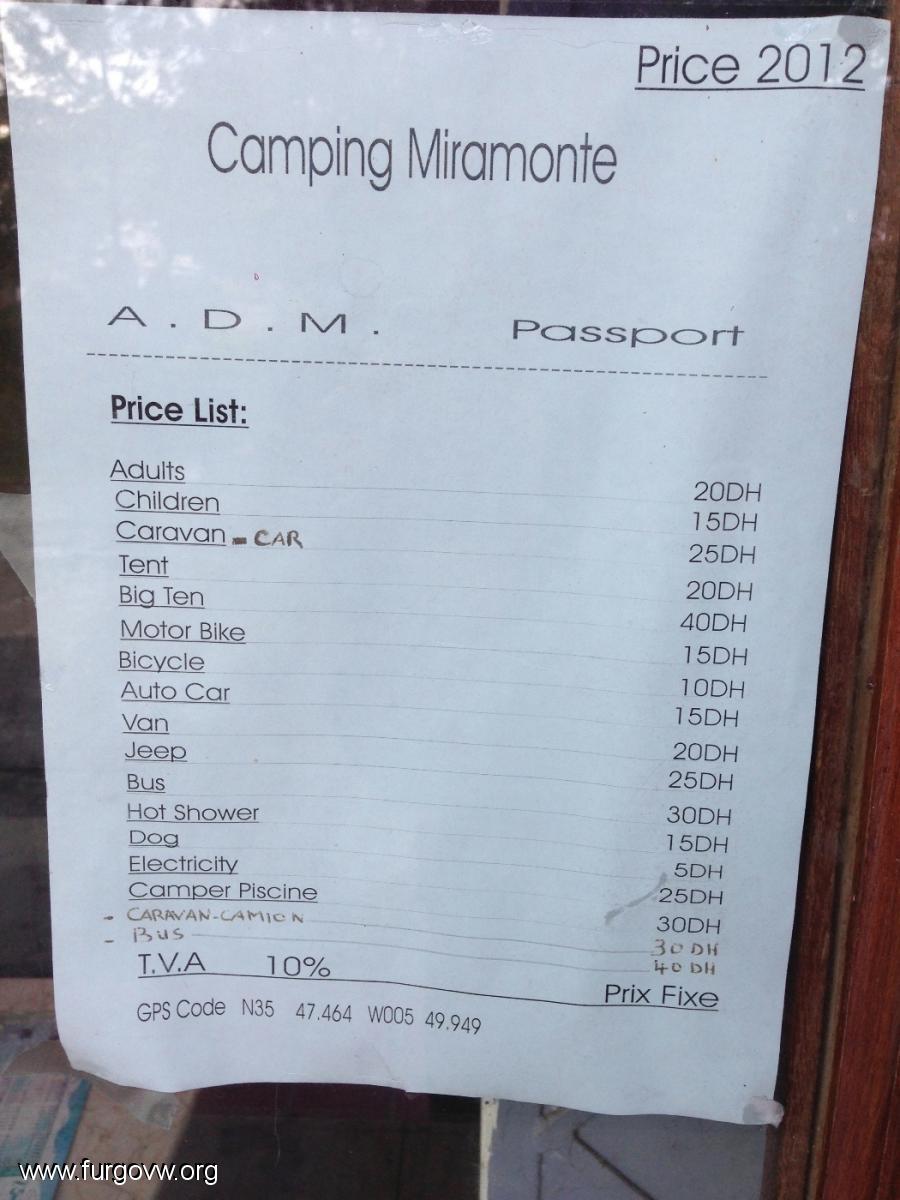 Price 2012
Camping Miramonte
A . D . M . Passport
Price List:
Adults 20DH
Children 15DH
Caravan - CAR 25DH
Tent 20DH
Big Ten 40DH
Motor Bike 15DH
Bicycle 10DH
Auto Car 15DH
Van 20DH
Jeep 25DH
Bus 30DH
Hot Shower 15DH
Dog 5DH
Electricity 25DH
Camper Piscine 30DH
- CARAVAN-CAMION 30 DH
- BUS 40 DH
T.V.A 10% Prix Fixe
GPS Code N35 47.464 W005 49.949
www.furgovw.org